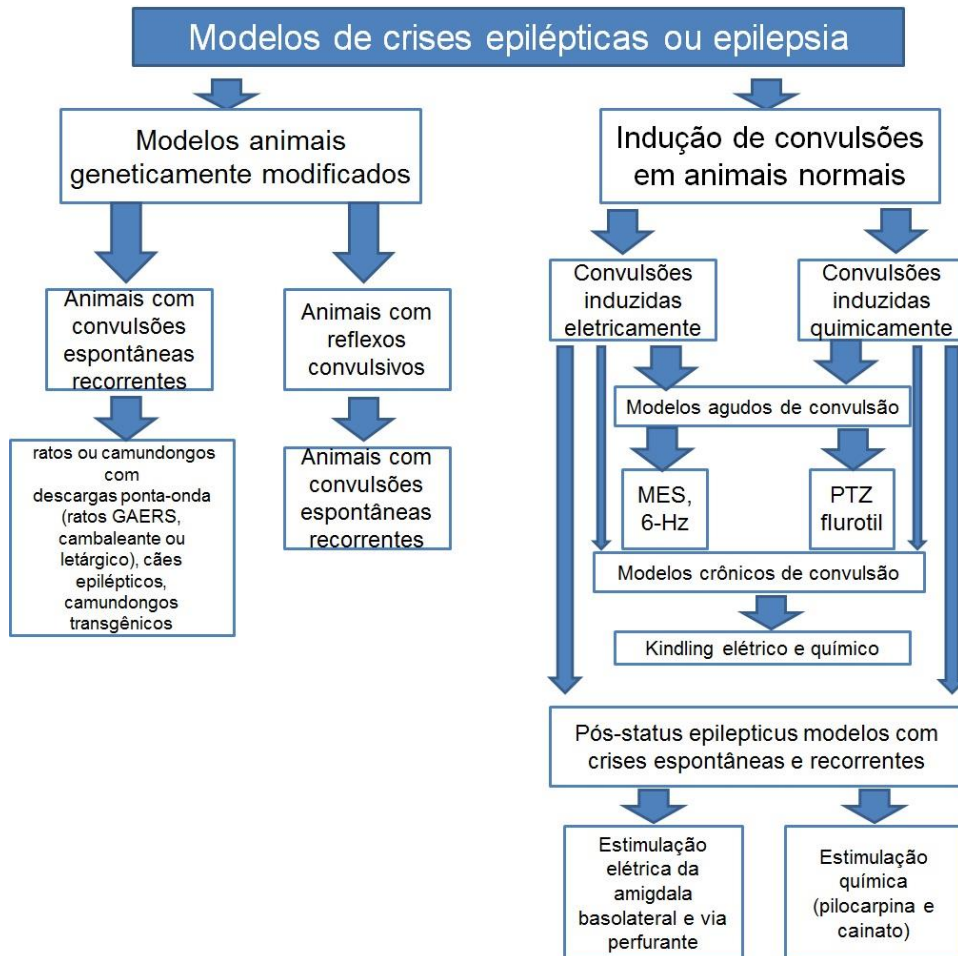 Modelos de crises epilépticas ou epilepsia
Modelos animais
geneticamente modificados
Indução de convulsões
em animais normais
Animais com
convulsões
espontâneas
recorrentes
Animais com
reflexos
convulsivos
Convulsões
induzidas
eletricamente
Convulsões
induzidas
quimicamente
ratos ou camundongos
com
descargas ponta-onda
(ratos GAERS,
cambaleante ou
letárgico), cães
epilépticos,
camundongos
transgênicos
Animais com
convulsões
espontâneas
recorrentes
Modelos agudos de convulsão
MES,
6-Hz
PTZ
flurotil
Modelos crônicos de convulsão
Kindling elétrico e químico
Pós-status epilepticus modelos com
crises espontâneas e recorrentes
Estimulação
elétrica da
amigdala
basolateral e via
perfurante
Estimulação
química
(pilocarpina e
cainato)